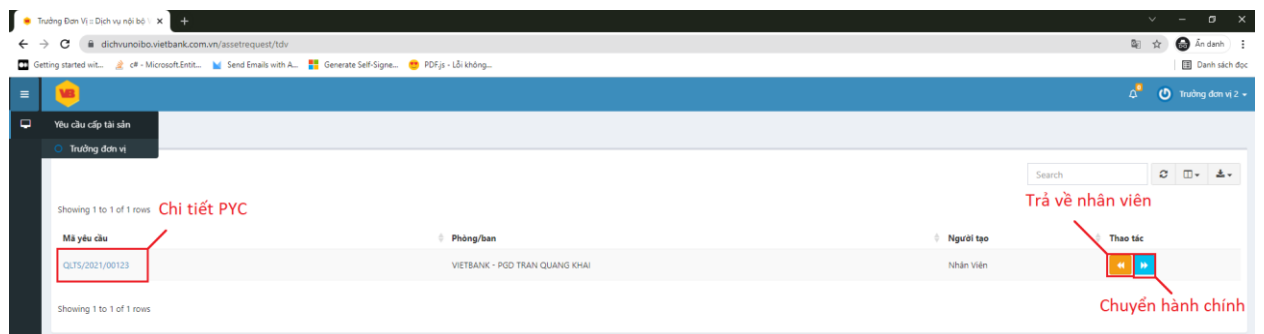 Trưởng Đơn Vị :: Dịch vụ nội bộ
dichvunoibo.vietbank.com.vn/assetrequest/tdv
Ẩn danh
Getting started wit...
c# - Microsoft.Entit...
Send Emails with A...
Generate Self-Signe...
PDF.js - Lỗi không...
Danh sách đọc
VB
Trưởng đơn vị 2
Yêu cầu cấp tài sản
Trưởng đơn vị
Search
Trả về nhân viên
Showing 1 to 1 of 1 rows
Chi tiết PYC
Mã yêu cầu
Phòng/ban
Người tạo
Thao tác
QLTS/2021/00123
VIETBANK - PGD TRAN QUANG KHAI
Nhân Viên
Chuyển hành chính
Showing 1 to 1 of 1 rows